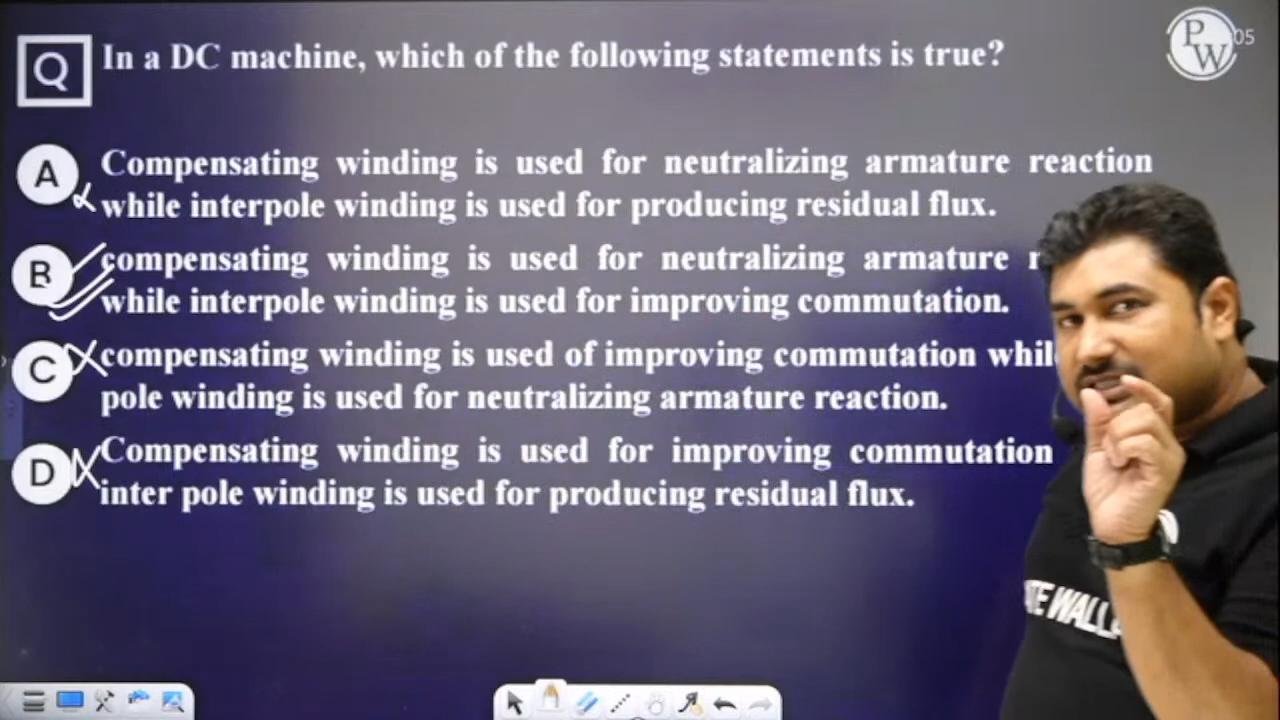 Q In a DC machine, which of the following statements is true?
PW 05
A Compensating winding is used for neutralizing armature reaction
while interpole winding is used for producing residual flux.
B compensating winding is used for neutralizing armature
while interpole winding is used for improving commutation.
C compensating winding is used of improving commutation
pole winding is used for neutralizing armature reaction.
D Compensating winding is used for improving commutation
inter pole winding is used for producing residual flux.